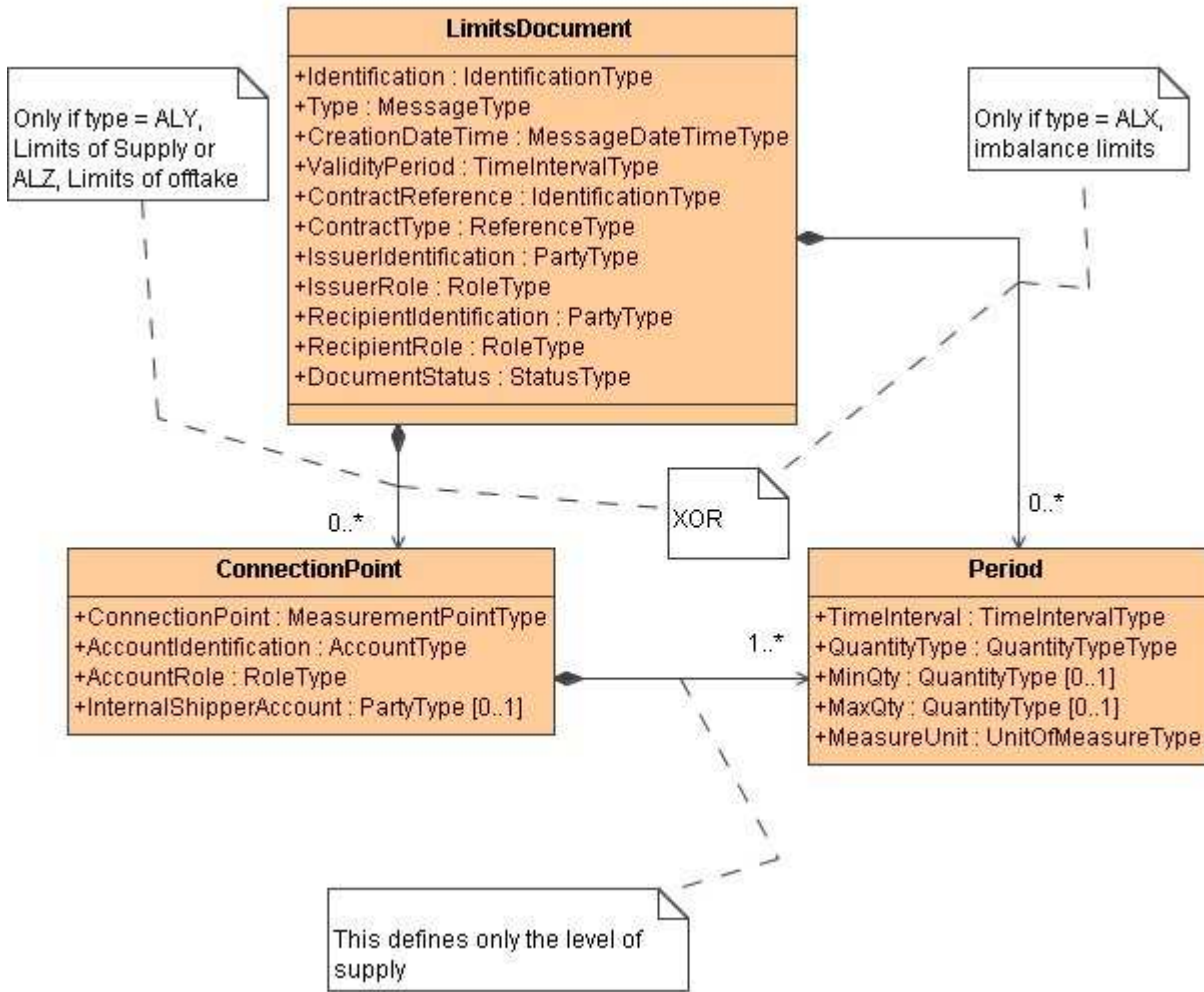 LimitsDocument
+Identification : IdentificationType
+Type : MessageType
+CreationDateTime : MessageDateTimeType
+ValidityPeriod : TimeIntervalType
+ContractReference : IdentificationType
+ContractType : ReferenceType
+IssuerIdentification : PartyType
+IssuerRole : RoleType
+RecipientIdentification : PartyType
+RecipientRole : RoleType
+DocumentStatus : StatusType
Only if type = ALY,
Limits of Supply or
ALZ, Limits of offtake
Only if type = ALX,
imbalance limits
XOR
0..*
0..*
ConnectionPoint
+ConnectionPoint : MeasurementPointType
+AccountIdentification : AccountType
+AccountRole : RoleType
+InternalShipperAccount : PartyType [0..1]
1..*
Period
+TimeInterval : TimeIntervalType
+QuantityType : QuantityTypeType
+MinQty : QuantityType [0..1]
+MaxQty : QuantityType [0..1]
+MeasureUnit : UnitOfMeasureType
This defines only the level of
supply